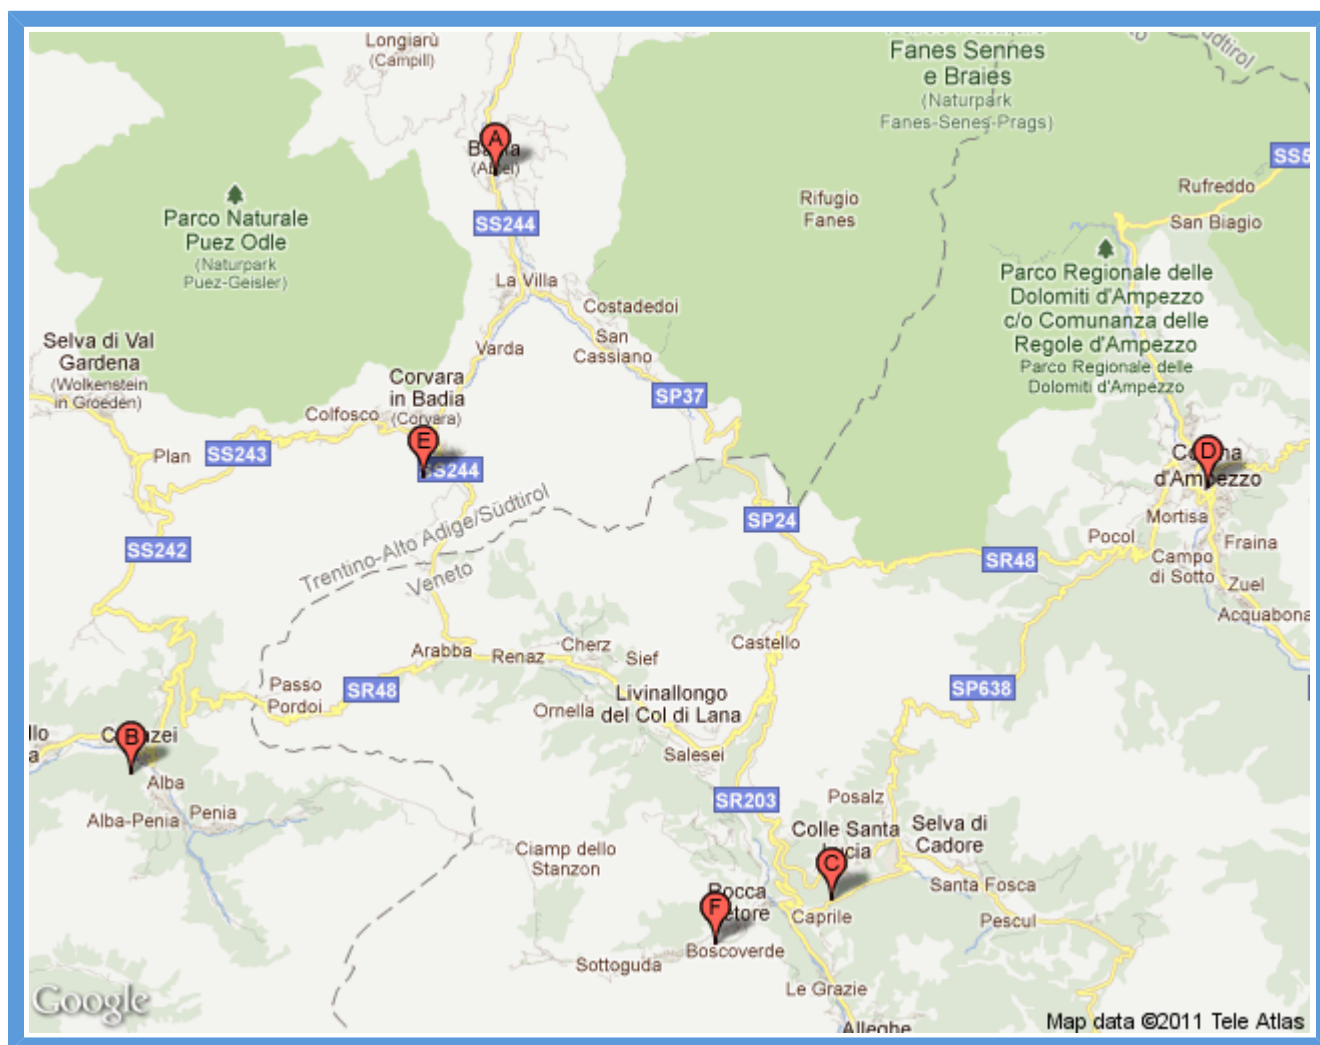 Longiarù
(Campill)
Fanes Sennes
e Braies
(Naturpark
Fanes-Senes-Prags)
A
SS5
Rufreddo
San Biagio
Rifugio
Fanes
Parco Naturale
Puez Odle
(Naturpark
Puez-Geisler)
SS244
La Villa
Costadedoi
San
Cassiano
Varda
Parco Regionale delle
Dolomiti d'Ampezzo
c/o Comunanza delle
Regole d'Ampezzo
Parco Regionale delle
Dolomiti d'Ampezzo
Selva di Val
Gardena
(Wolkenstein
in Groeden)
Corvara
in Badia
(Corvara)
Colfosco
SP37
E
SS244
SS243
Plan
D
d'Ampezzo
Mortisa
Pocol
Fraina
Campo
di Sotto
Zuel
Acquabona
SS242
Trentino-Alto Adige/Südtirol
Veneto
SP24
SR48
Castello
Arabba
Renaz
Cherz
Sief
Passo
Pordoi
SR48
Livinallongo
del Col di Lana
Ornella
Salesei
SP638
B
Alba
Alba-Penia
Penia
SR203
Posalz
Colle Santa
Lucia
Selva di
Cadore
C
Santa Fosca
Caprile
Pescul
Ciamp dello
Stanzon
Rocca
F
Boscoverde
Sottoguda
Le Grazie
Alleghe
Google
Map data ©2011 Tele Atlas